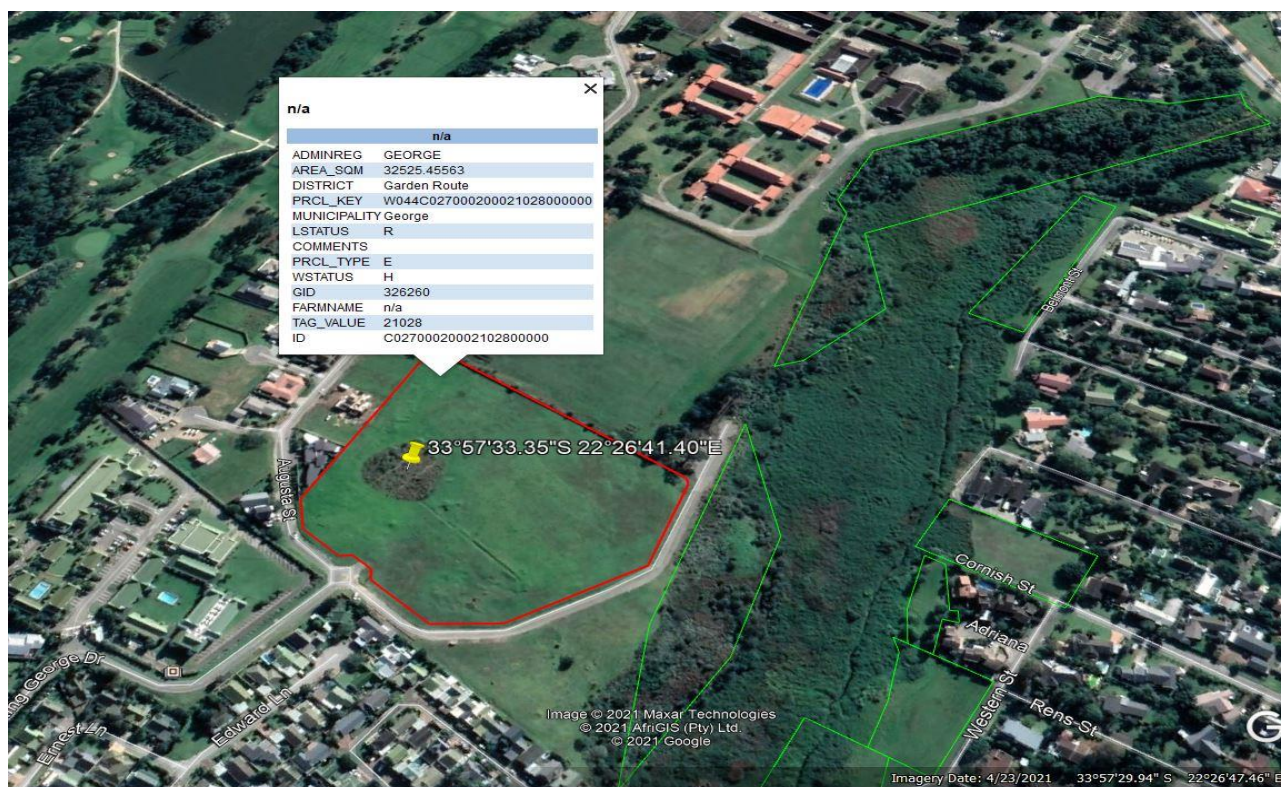 n/a
n/a
ADMINREG GEORGE
AREA_SQM 32525.45563
DISTRICT Garden Route
PRCL_KEY W044C027000200021028000000
MUNICIPALITY George
LSTATUS R
COMMENTS
PRCL_TYPE E
WSTATUS H
GID 326260
FARMNAME n/a
TAG_VALUE 21028
ID C02700020002102800000
33°57'33.35"S 22°26'41.40"E
Belmont St
Augusta St
Cornish St
Adriana
Western St
Rens St
ng George Dr
Edward Ln
Ernest Ln
Image © 2021 Maxar Technologies
© 2021 AfriGIS (Pty) Ltd.
© 2021 Google
G
Imagery Date: 4/23/2021 33°57'29.94" S 22°26'47.46" E